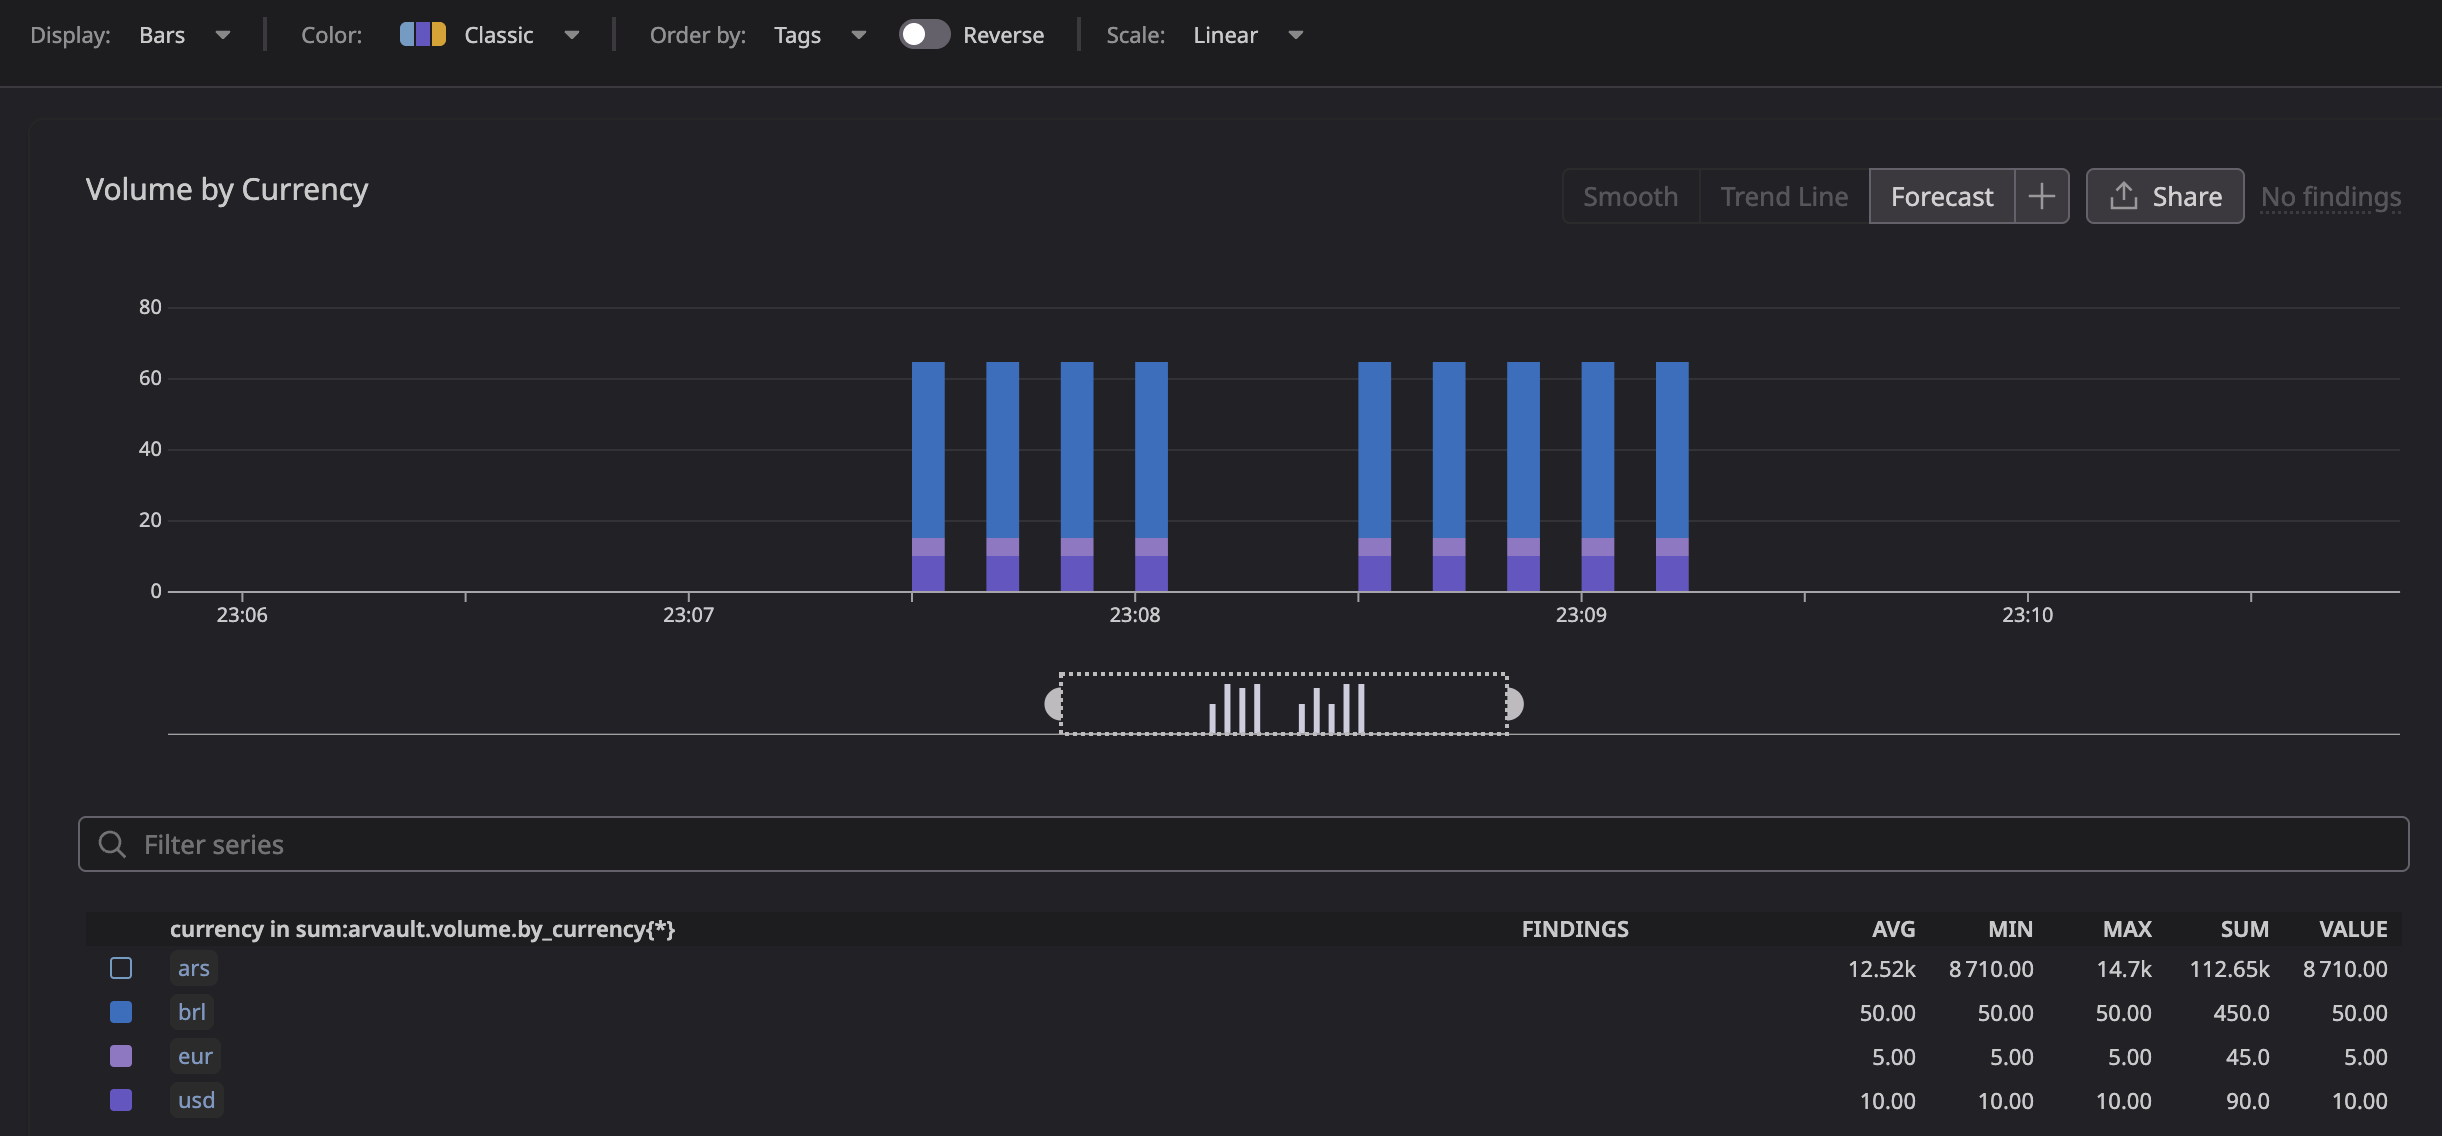 Display: Bars Color: Classic Order by: Tags Reverse Scale: Linear
Volume by Currency
Smooth Trend Line Forecast + Share No findings
80
60
40
20
0
23:06 23:07 23:08 23:09 23:10
Filter series
currency in sum:arvault.volume.by_currency{*} FINDINGS AVG MIN MAX SUM VALUE
ars 12.52k 8 710.00 14.7k 112.65k 8 710.00
brl 50.00 50.00 50.00 450.0 50.00
eur 5.00 5.00 5.00 45.0 5.00
usd 10.00 10.00 10.00 90.0 10.00